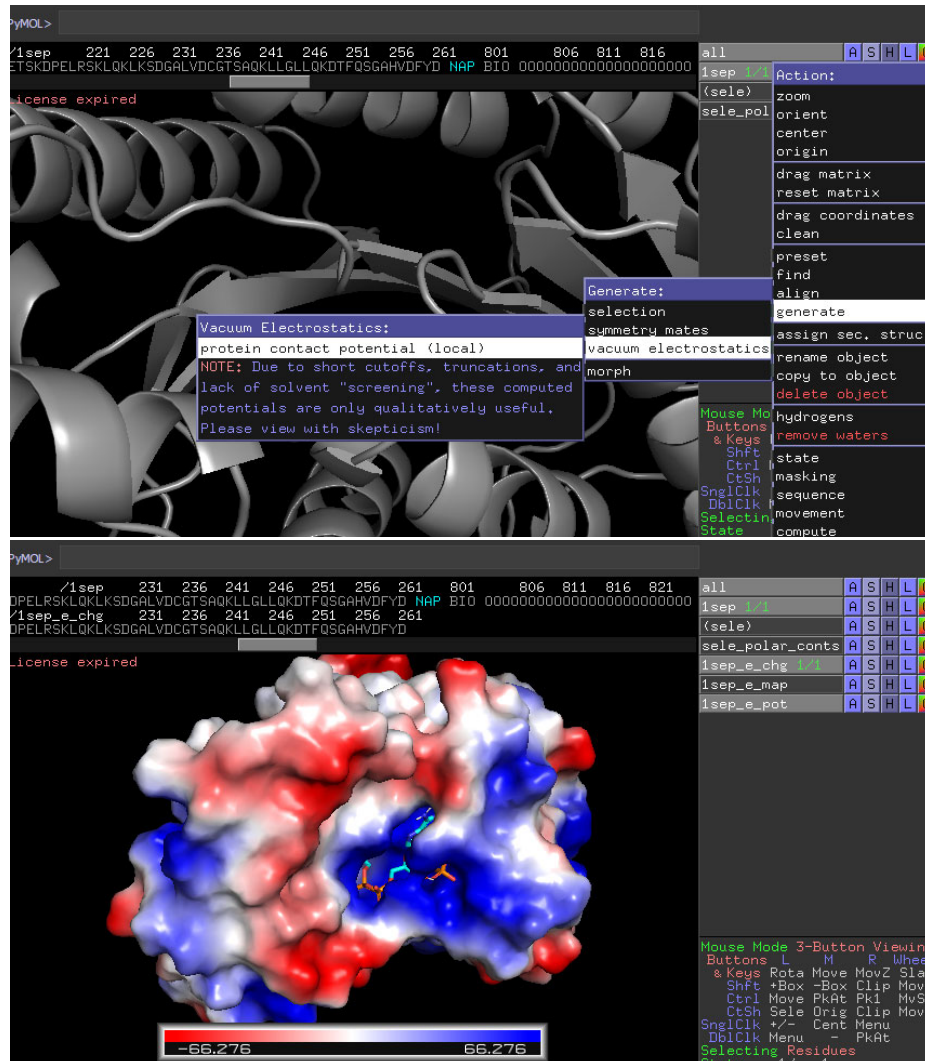 PyMOL>
/1sep 221 226 231 236 241 246 251 256 261 801 806 811 816
ETSKDPELRSKLQKLKSDGALVDCGTSAQKLLGLLQKDTFQSGAHVDFYD NAP BIO OOOOOOOOOOOOOOOOOOOO
License expired
all A S H L
1sep 1/1
(sele)
sele_pol
Action:
zoom
orient
center
origin
drag matrix
reset matrix
drag coordinates
clean
preset
find
align
generate
assign sec. struc
rename object
copy to object
delete object
hydrogens
remove waters
state
masking
sequence
movement
compute
Generate:
selection
symmetry mates
vacuum electrostatics
morph
Vacuum Electrostatics:
protein contact potential (local)
NOTE: Due to short cutoffs, truncations, and
lack of solvent "screening", these computed
potentials are only qualitatively useful.
Please view with skepticism!
Mouse Mo
Buttons
& Keys
Shft
Ctrl
CtSh
SnglClk
DblClk
Selectin
State
PyMOL>
/1sep 231 236 241 246 251 256 261 801 806 811 816 821
DPELRSKLQKLKSDGALVDCGTSAQKLLGLLQKDTFQSGAHVDFYD NAP BIO OOOOOOOOOOOOOOOOOOOOOOOO
/1sep_e_chg 231 236 241 246 251 256 261
DPELRSKLQKLKSDGALVDCGTSAQKLLGLLQKDTFQSGAHVDFYD
License expired
all A S H L
1sep 1/1 A S H L
(sele) A S H L
sele_polar_conts A S H L
1sep_e_chg 1/1 A S H L
1sep_e_map A S H L
1sep_e_pot A S H L
-66.276 66.276
Mouse Mode 3-Button Viewin
Buttons L M R Whee
& Keys Rota Move MovZ Sla
Shft +Box -Box Clip Mov
Ctrl Move PkAt Pk1 MvS
CtSh Sele Orig Clip Mov
SnglClk +/- Cent Menu
DblClk Menu - PkAt
Selecting Residues